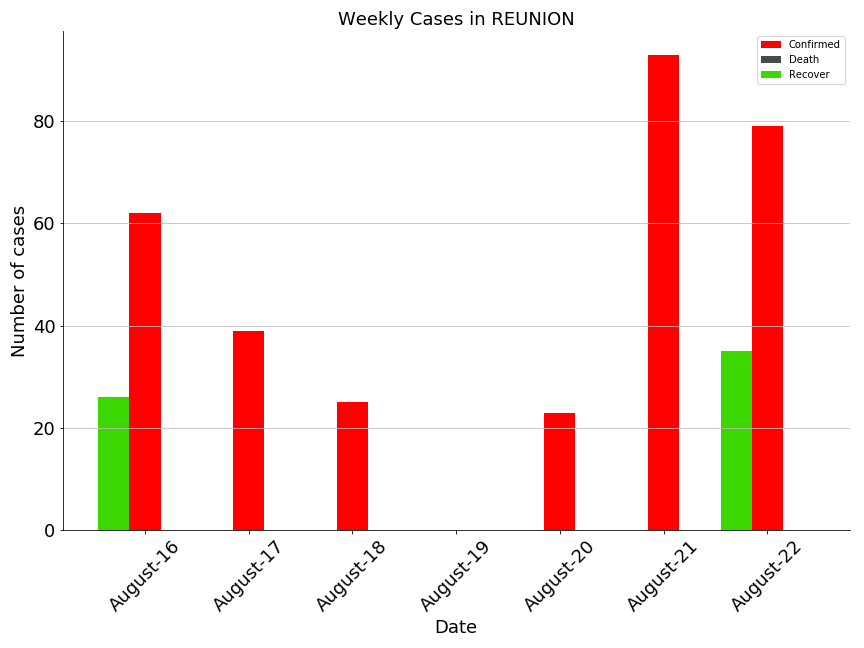 Weekly Cases in REUNION
Confirmed
Death
Recover
Number of cases
80
60
40
20
0
August-16
August-17
August-18
August-19
August-20
August-21
August-22
Date